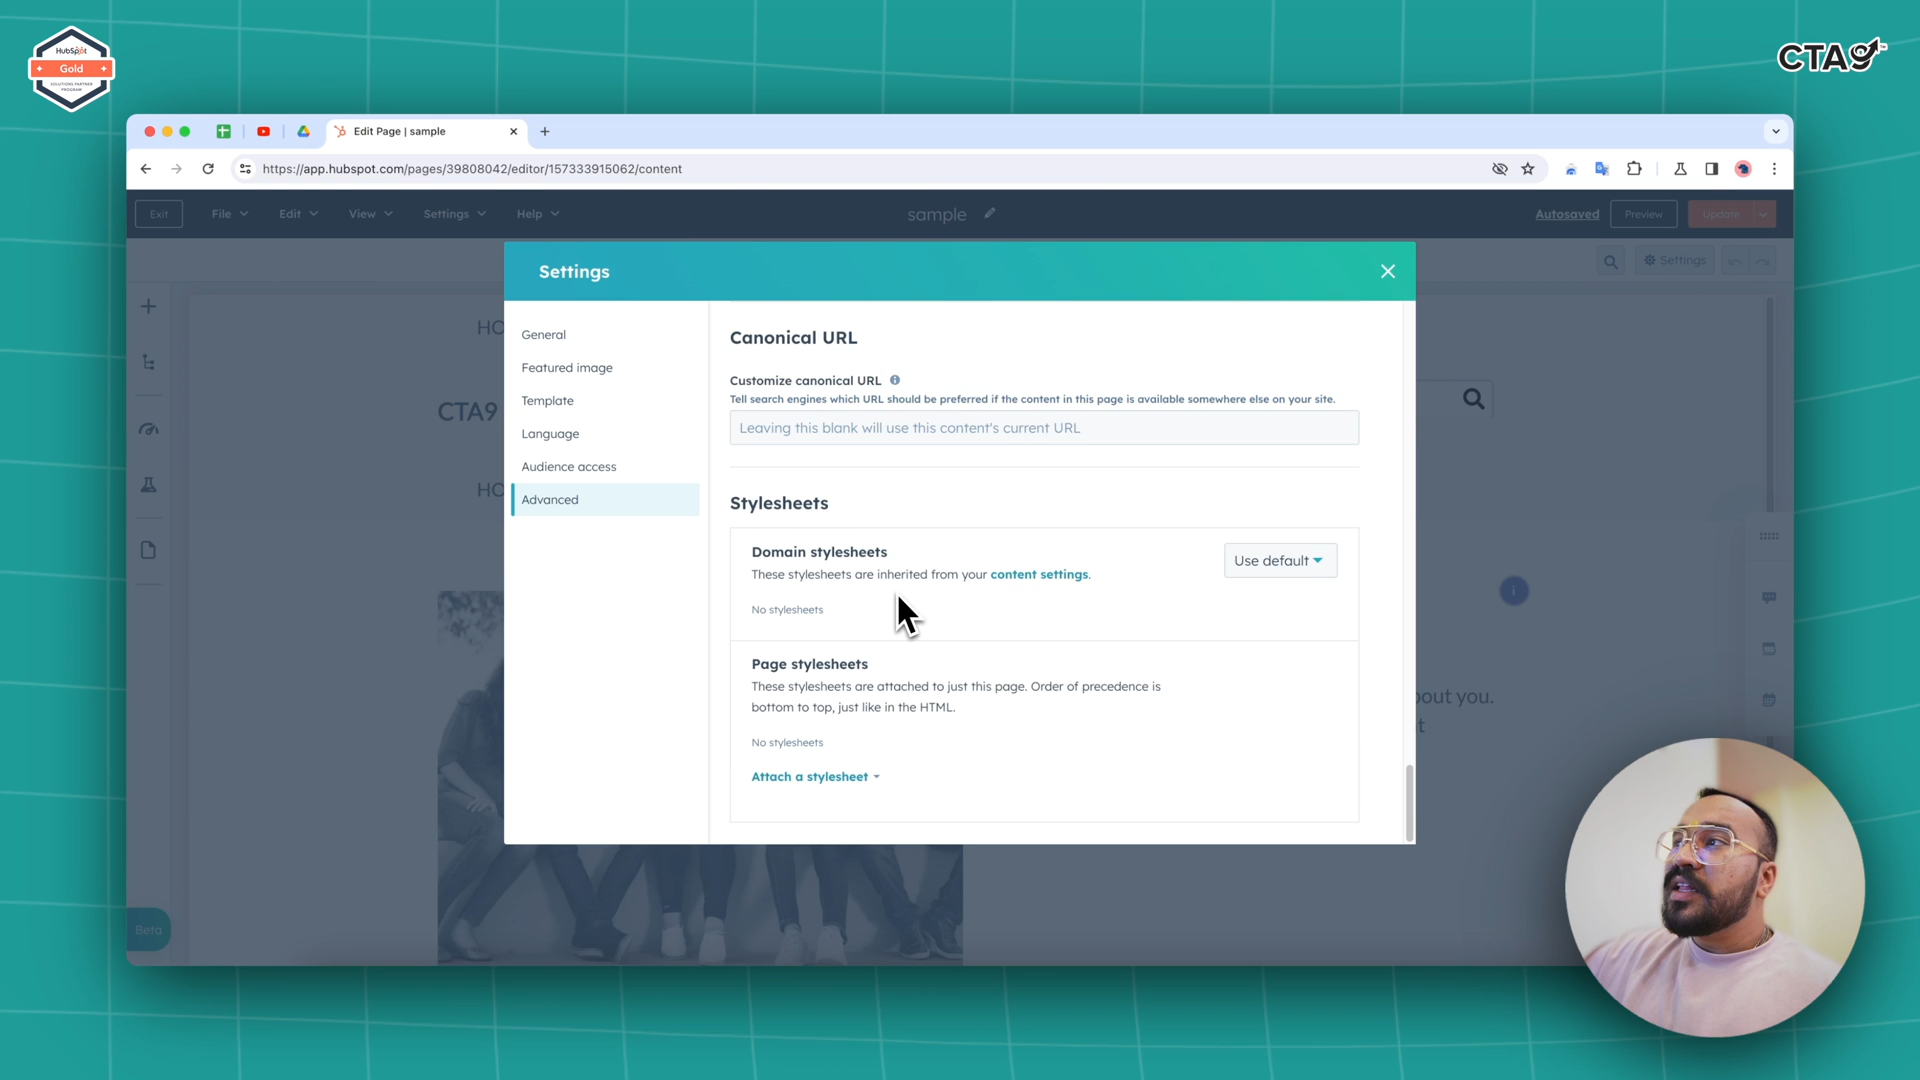 HubSpot
Gold
SOLUTIONS PARTNER
PROGRAM
CTA9
Edit Page | sample
https://app.hubspot.com/pages/39808042/editor/157333915062/content
Exit
File
Edit
View
Settings
Help
sample
Autosaved
Preview
Update
Settings
Settings
General
Featured image
Template
Language
Audience access
Advanced
Canonical URL
Customize canonical URL
Tell search engines which URL should be preferred if the content in this page is available somewhere else on your site.
Leaving this blank will use this content's current URL
Stylesheets
Domain stylesheets
These stylesheets are inherited from your content settings.
No stylesheets
Use default
Page stylesheets
These stylesheets are attached to just this page. Order of precedence is
bottom to top, just like in the HTML.
No stylesheets
Attach a stylesheet
HO
CTA9
HO
bout you.
t
Beta